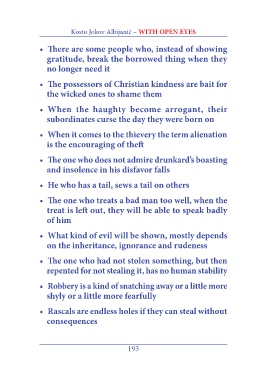 Kosto Jokov Albijanić – WITH OPEN EYES
• There are some people who, instead of showing
gratitude, break the borrowed thing when they
no longer need it
• The possessors of Christian kindness are bait for
the wicked ones to shame them
• When the haughty become arrogant, their
subordinates curse the day they were born on
• When it comes to the thievery the term alienation
is the encouraging of theft
• The one who does not admire drunkard's boasting
and insolence in his disfavor falls
• He who has a tail, sews a tail on others
• The one who treats a bad man too well, when the
treat is left out, they will be able to speak badly
of him
• What kind of evil will be shown, mostly depends
on the inheritance, ignorance and rudeness
• The one who had not stolen something, but then
repented for not stealing it, has no human stability
• Robbery is a kind of snatching away or a little more
shyly or a little more fearfully
• Rascals are endless holes if they can steal without
consequences
193